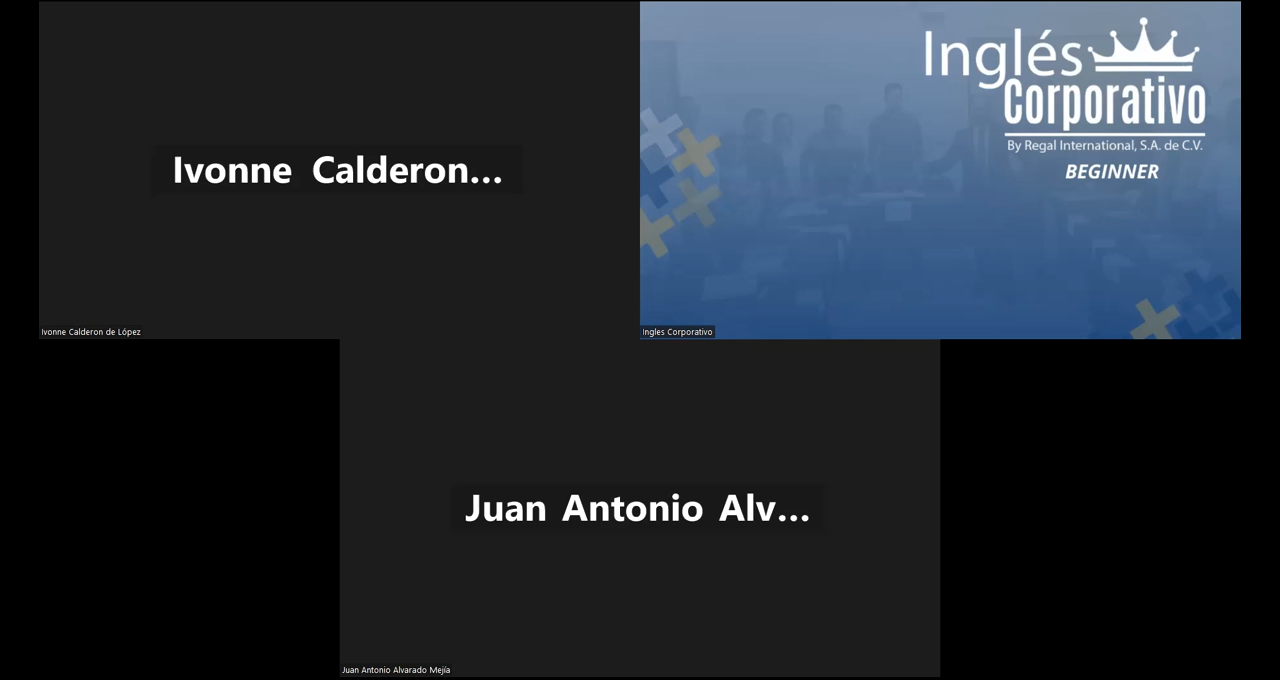 Ivonne Calderon...
Ivonne Calderon de López
Inglés
Corporativo
By Regal International, S.A. de C.V.
BEGINNER
Ingles Corporativo
Juan Antonio Alv...
Juan Antonio Alvarado Mejía